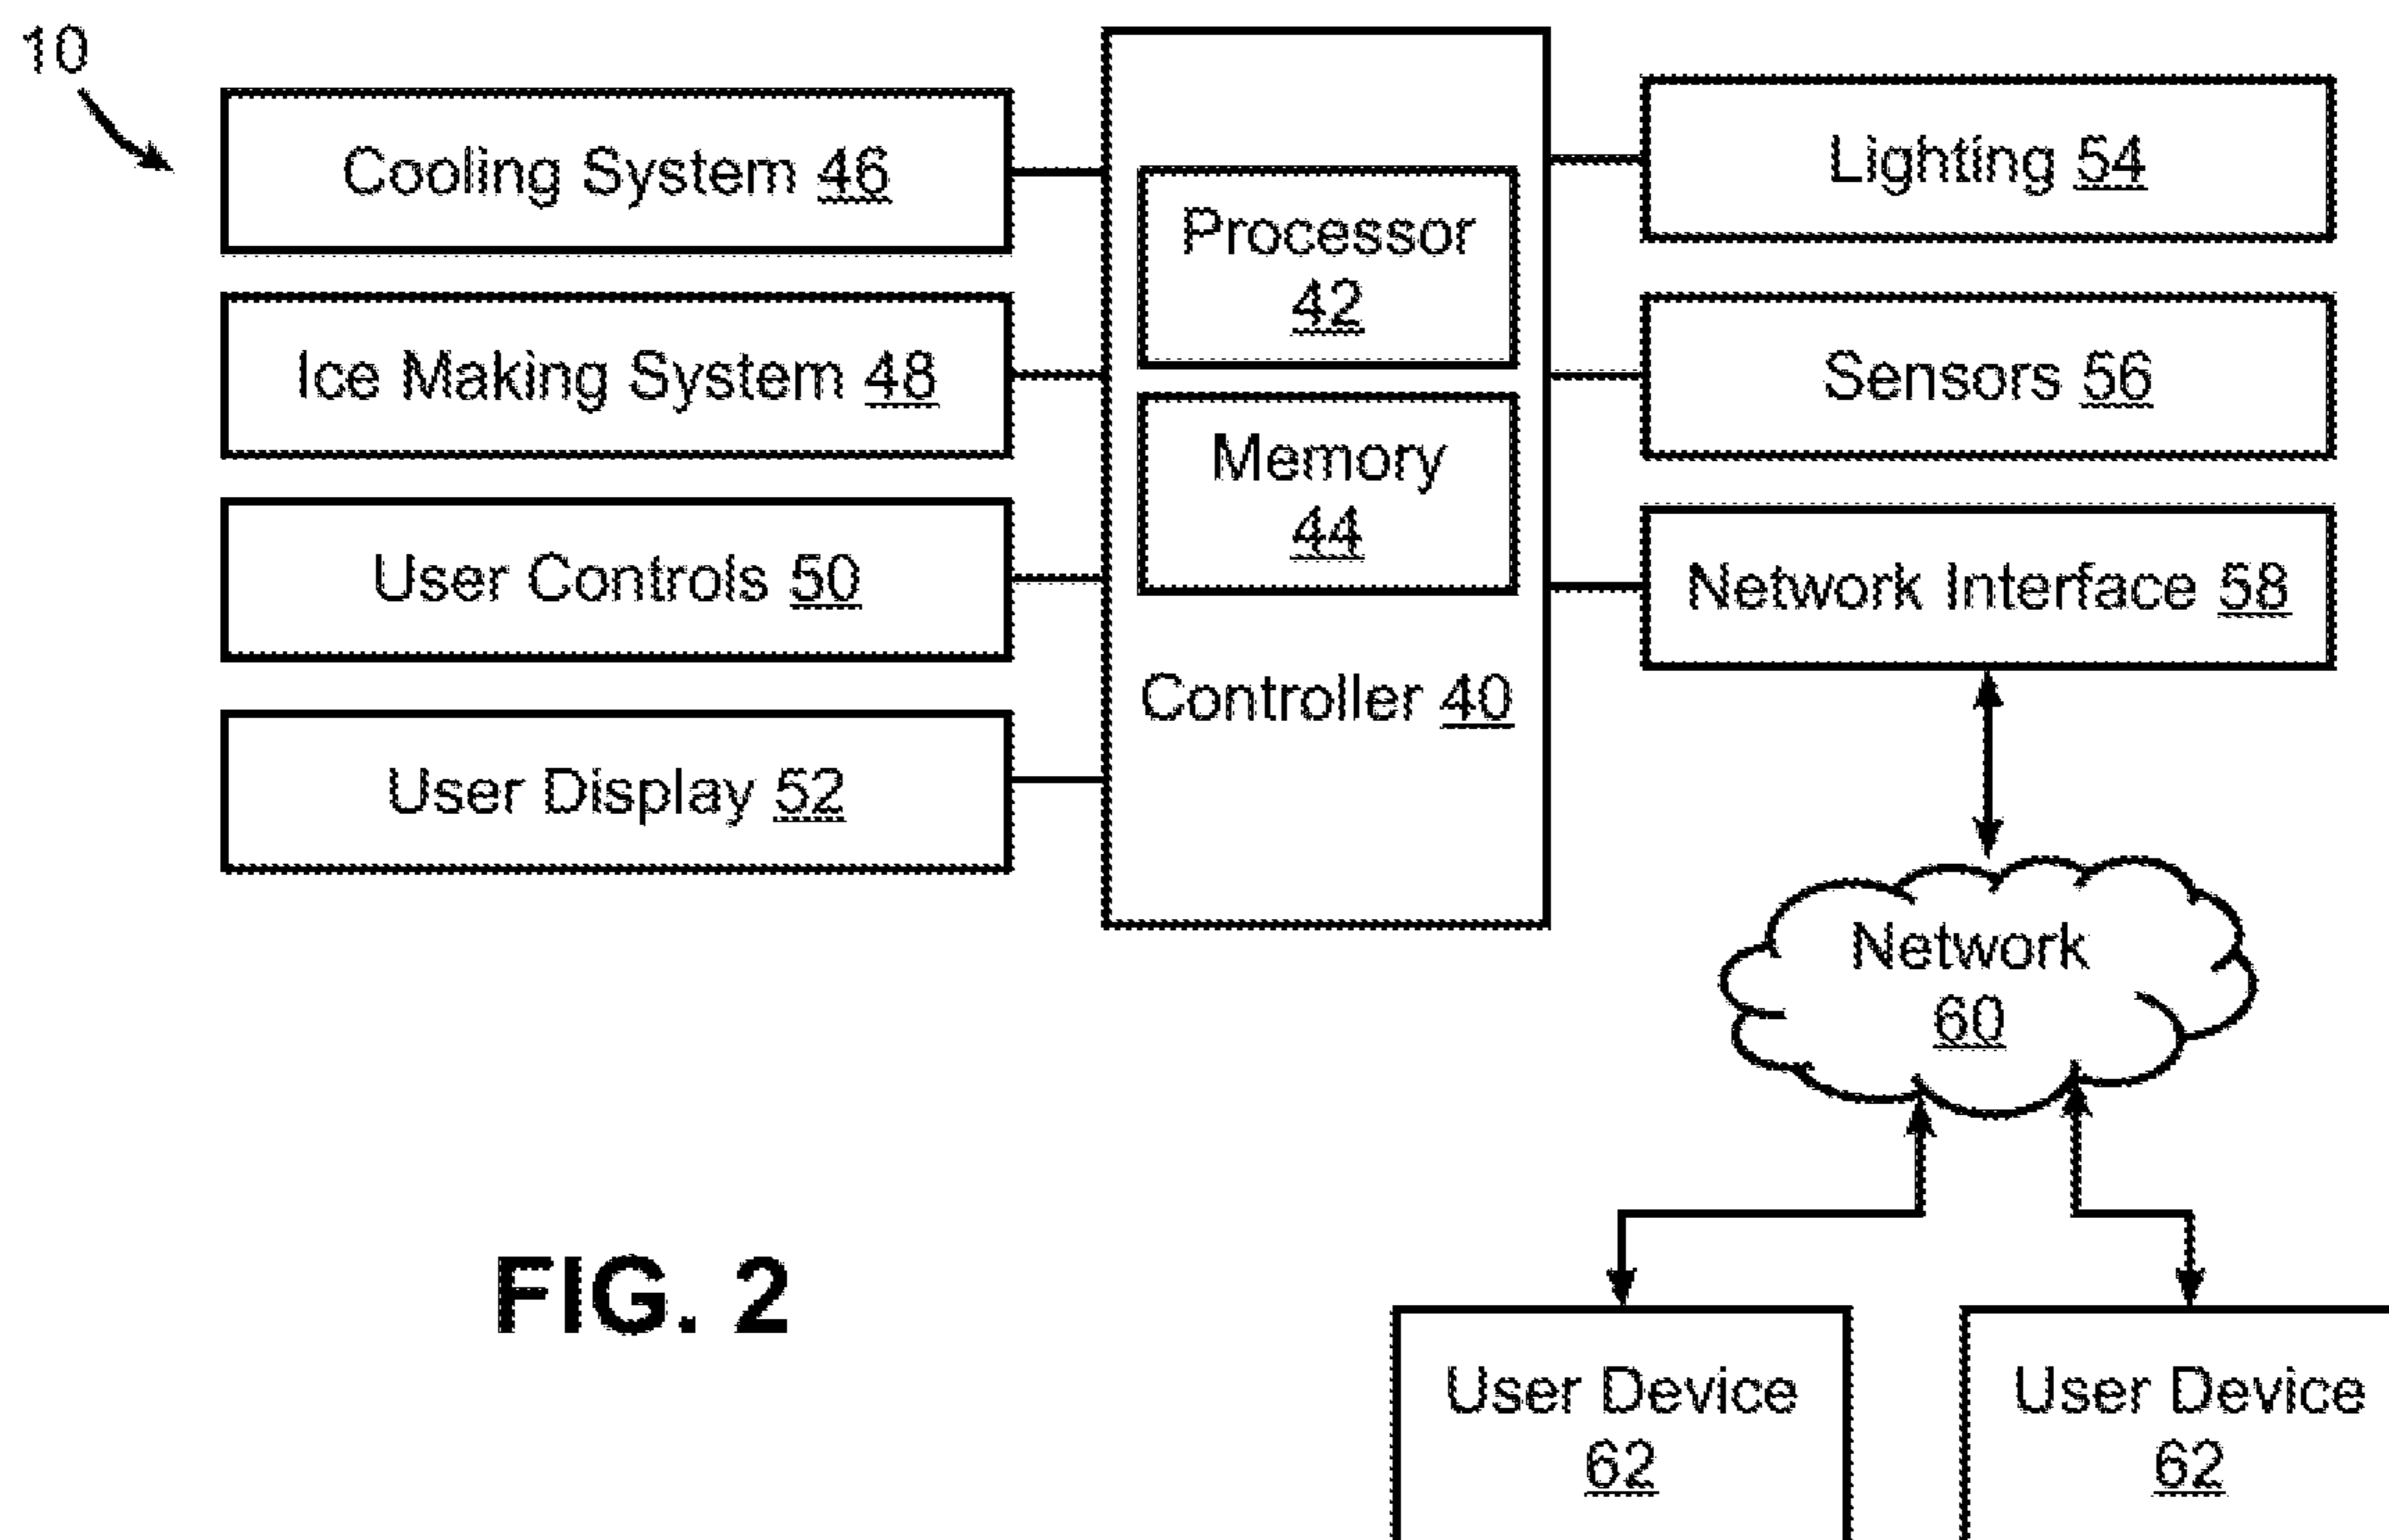 10
Cooling System 46
Ice Making System 48
User Controls 50
User Display 52
Processor
42
Memory
44
Controller 40
Lighting 54
Sensors 56
Network Interface 58
Network
60
User Device
62
User Device
62
FIG. 2